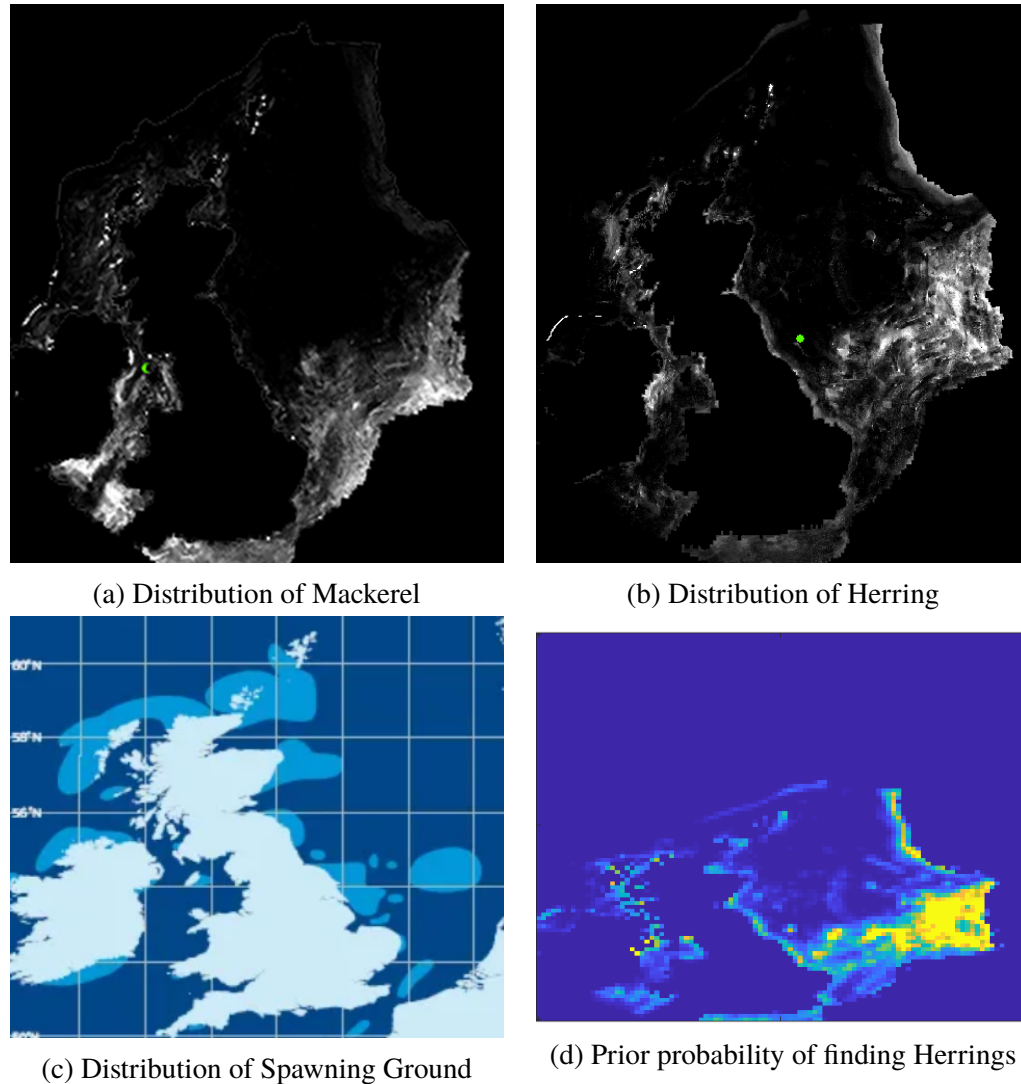 (a) Distribution of Mackerel
(b) Distribution of Herring
60°N
58°N
56°N
(c) Distribution of Spawning Ground
(d) Prior probability of finding Herrings